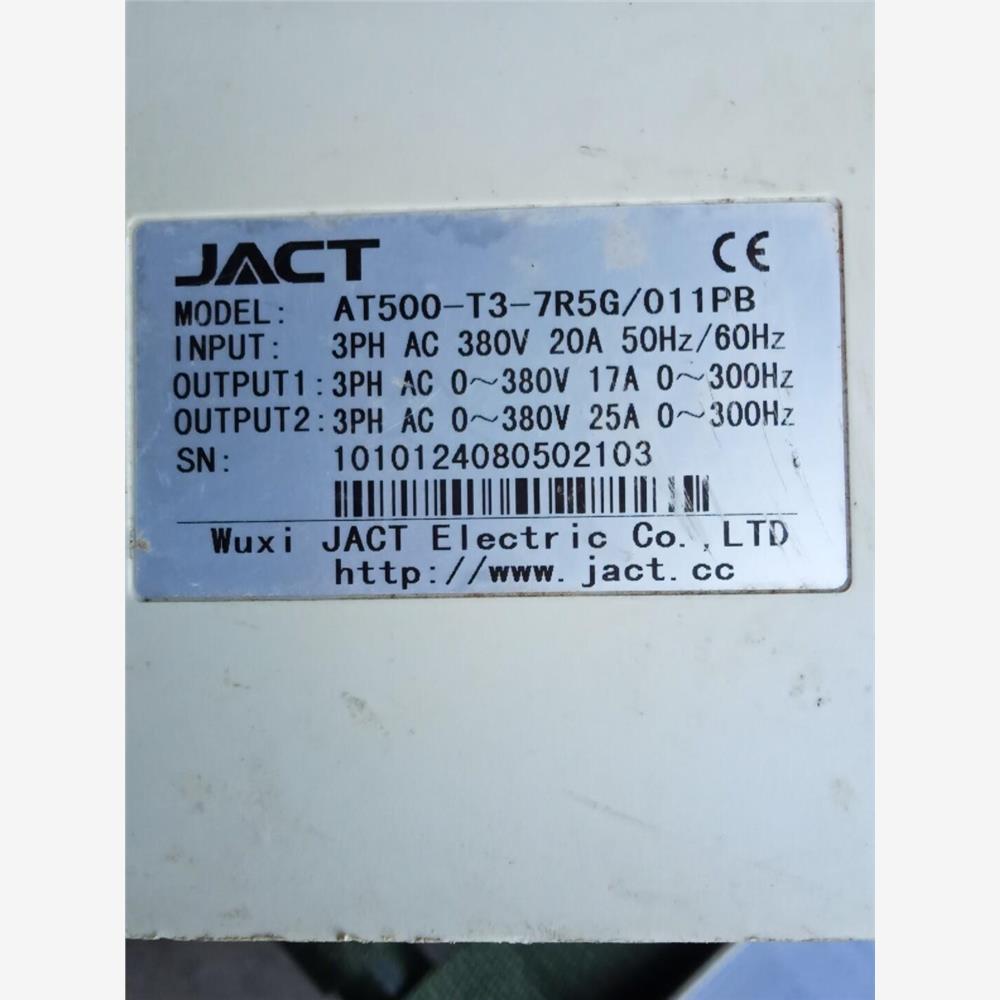 JACT CE
MODEL: AT500-T3-7R5G/011PB
INPUT: 3PH AC 380V 20A 50Hz/60Hz
OUTPUT1: 3PH AC 0~380V 17A 0~300Hz
OUTPUT2: 3PH AC 0~380V 25A 0~300Hz
SN: 1010124080502103
Wuxi JACT Electric Co.,LTD
http://www.jact.cc